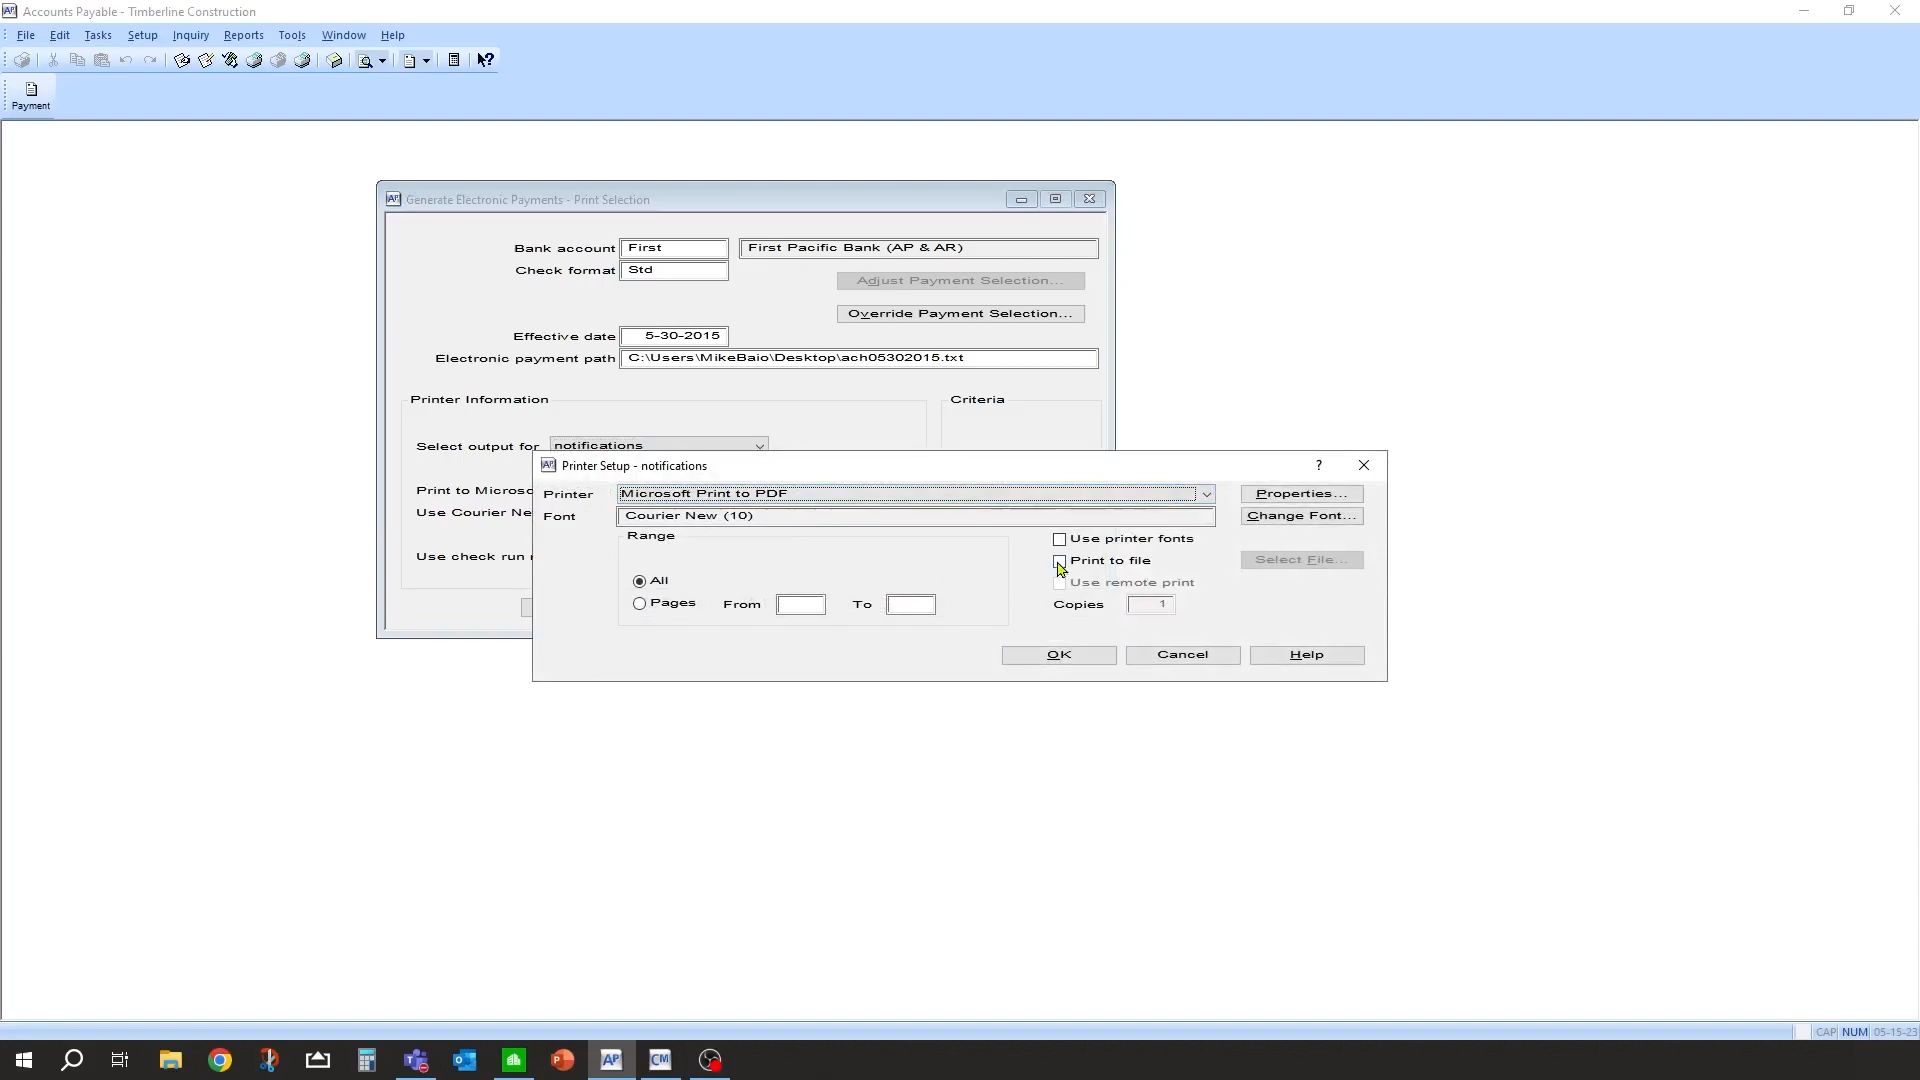 AP Accounts Payable - Timberline Construction
File Edit Tasks Setup Inquiry Reports Tools Window Help
Payment
AP Generate Electronic Payments - Print Selection
Bank account First First Pacific Bank (AP & AR)
Check format Std
Adjust Payment Selection...
Override Payment Selection...
Effective date 5-30-2015
Electronic payment path C:\Users\MikeBaio\Desktop\ach05302015.txt
Printer Information Criteria
Select output for notifications
AP Printer Setup - notifications ?
Print to Microso
Printer Microsoft Print to PDF Properties...
Use Courier Ne
Font Courier New (10) Change Font...
Range Use printer fonts
Use check run
Print to file Select File...
All Use remote print
Pages From To Copies 1
OK Cancel Help
CAP NUM 05-15-23
AP CM